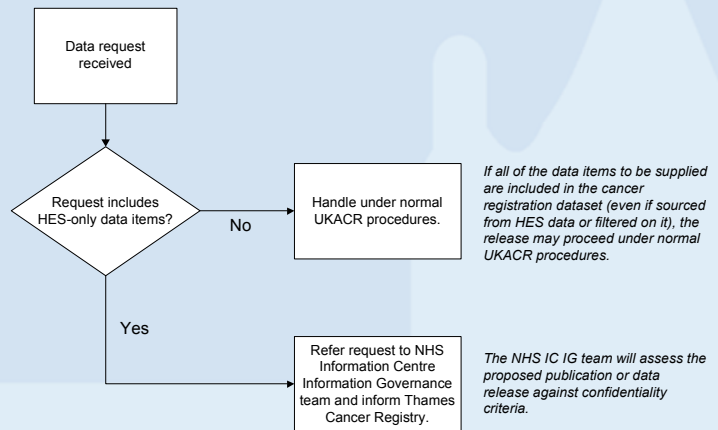 Data request
received
Request includes
HES-only data items?
No
Handle under normal
UKACR procedures.
If all of the data items to be supplied
are included in the cancer
registration dataset (even if sourced
from HES data or filtered on it), the
release may proceed under normal
UKACR procedures.
Yes
Refer request to NHS
Information Centre
Information Governance
team and inform Thames
Cancer Registry.
The NHS IC IG team will assess the
proposed publication or data
release against confidentiality
criteria.